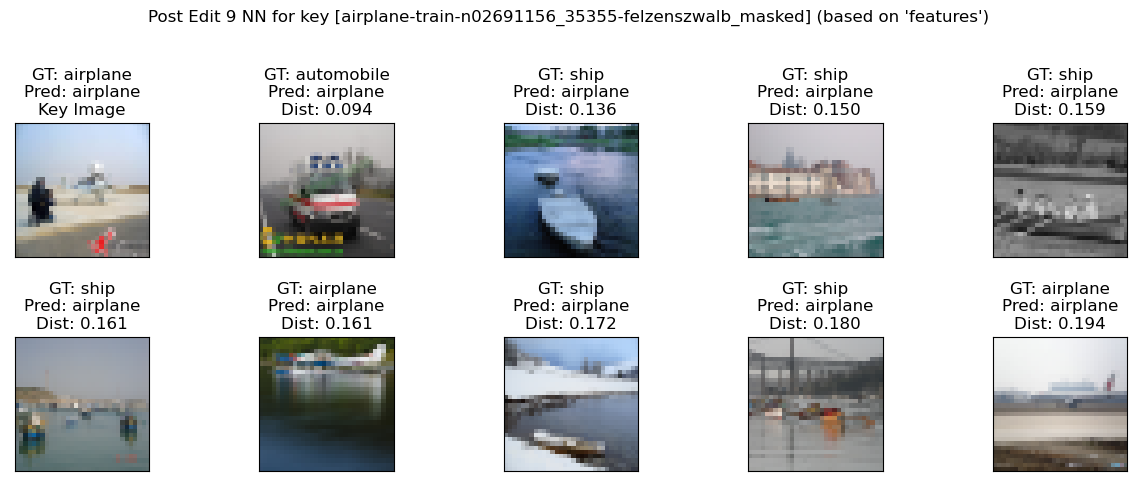 Post Edit 9 NN for key [airplane-train-n02691156_35355-felzenszwalb_masked] (based on 'features')
GT: airplane
Pred: airplane
Key Image
GT: automobile
Pred: airplane
Dist: 0.094
GT: ship
Pred: airplane
Dist: 0.136
GT: ship
Pred: airplane
Dist: 0.150
GT: ship
Pred: airplane
Dist: 0.159
GT: ship
Pred: airplane
Dist: 0.161
GT: airplane
Pred: airplane
Dist: 0.161
GT: ship
Pred: airplane
Dist: 0.172
GT: ship
Pred: airplane
Dist: 0.180
GT: airplane
Pred: airplane
Dist: 0.194